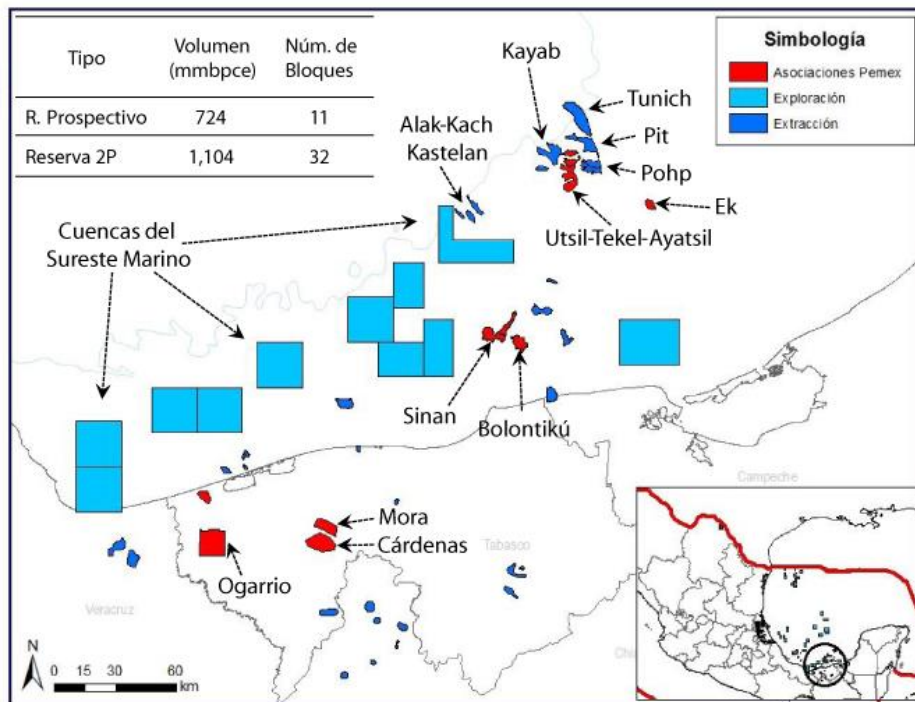 Tipo Volumen (mmbpce) Núm. de Bloques
R. Prospectivo 724 11
Reserva 2P 1,104 32
Simbología
Asociaciones Pemex
Exploración
Extracción
Kayab
Tunich
Alak-Kach
Kastelan
Pit
Pohp
Ek
Utsil-Tekel-Ayatsil
Cuencas del
Sureste Marino
Sinan
Bolontikú
Campeche
Mora
Cárdenas
Tabasco
Ogarrio
Veracruz
N
0 15 30 60
km